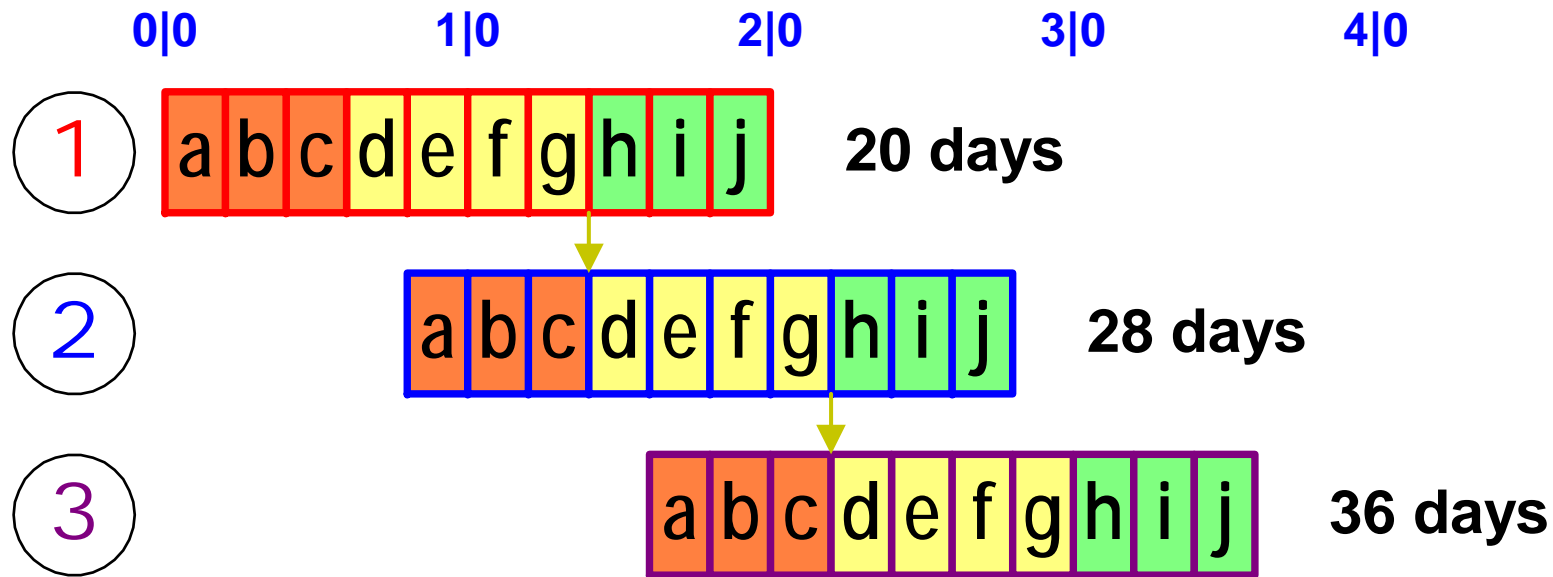 0|0 1|0 2|0 3|0 4|0
1 a b c d e f g h i j 20 days
2 a b c d e f g h i j 28 days
3 a b c d e f g h i j 36 days